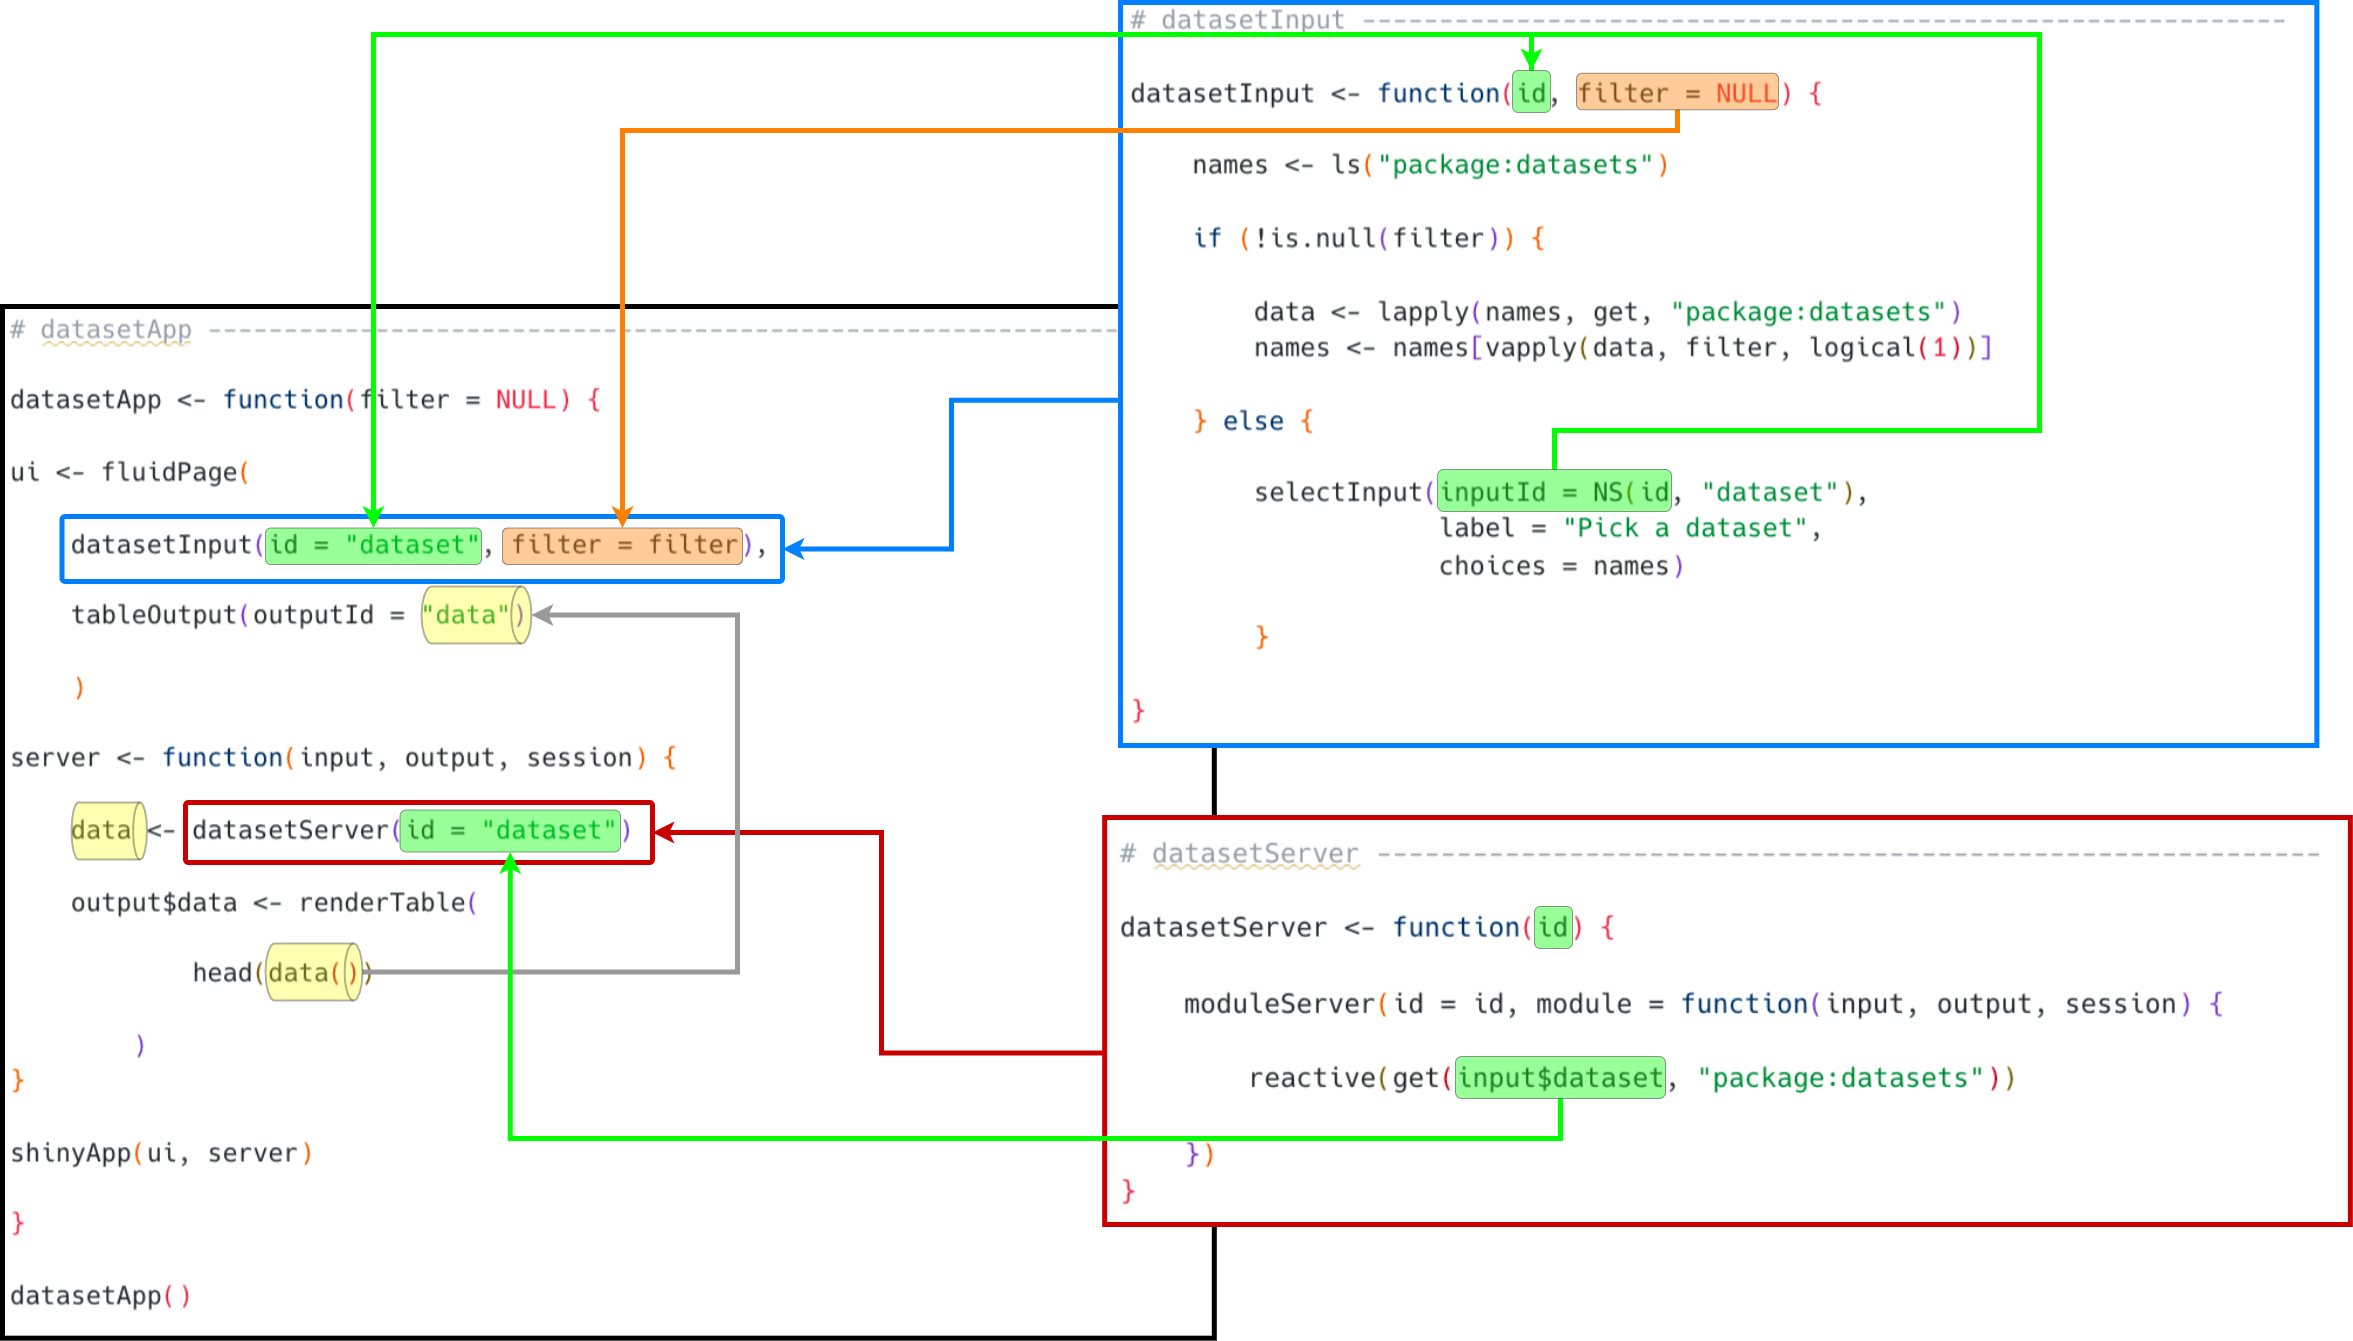 # datasetInput ------------------------------------------------------------
datasetInput <- function(id, filter = NULL) {
names <- ls("package:datasets")
if (!is.null(filter)) {
data <- lapply(names, get, "package:datasets")
names <- names[vapply(data, filter, logical(1))]
} else {
selectInput(inputId = NS(id, "dataset"),
label = "Pick a dataset",
choices = names)
}
}
# datasetApp ------------------------------------------------------------
datasetApp <- function(filter = NULL) {
ui <- fluidPage(
datasetInput(id = "dataset", filter = filter),
tableOutput(outputId = "data")
)
server <- function(input, output, session) {
data <- datasetServer(id = "dataset")
output$data <- renderTable(
head(data())
)
}
shinyApp(ui, server)
}
datasetApp()
# datasetServer -------------------------------------------------------------
datasetServer <- function(id) {
moduleServer(id = id, module = function(input, output, session) {
reactive(get(input$dataset, "package:datasets"))
})
}